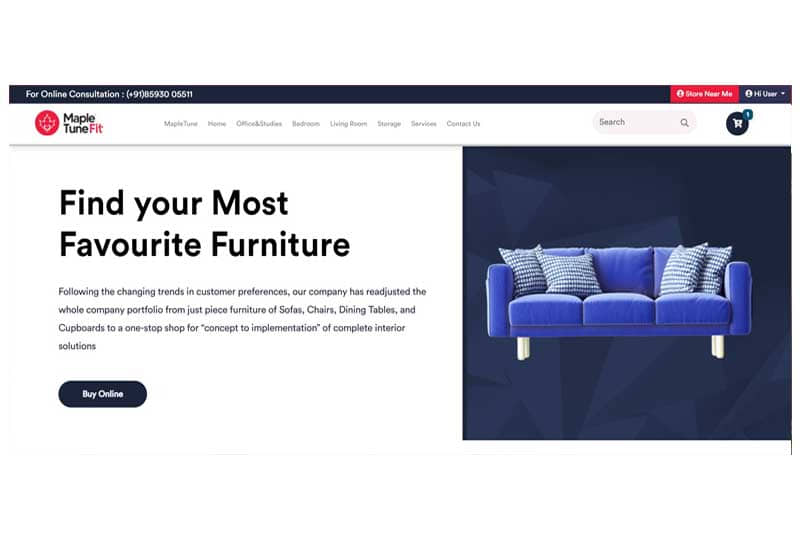 For Online Consultation : (+91)85930 05511
Store Near Me
Hi User
Maple
TuneFit
MapleTune Home Office&Studies Bedroom Living Room Storage Services Contact Us
Search
1
Find your Most
Favourite Furniture
Following the changing trends in customer preferences, our company has readjusted the
whole company portfolio from just piece furniture of Sofas, Chairs, Dining Tables, and
Cupboards to a one-stop shop for “concept to implementation” of complete interior
solutions
Buy Online